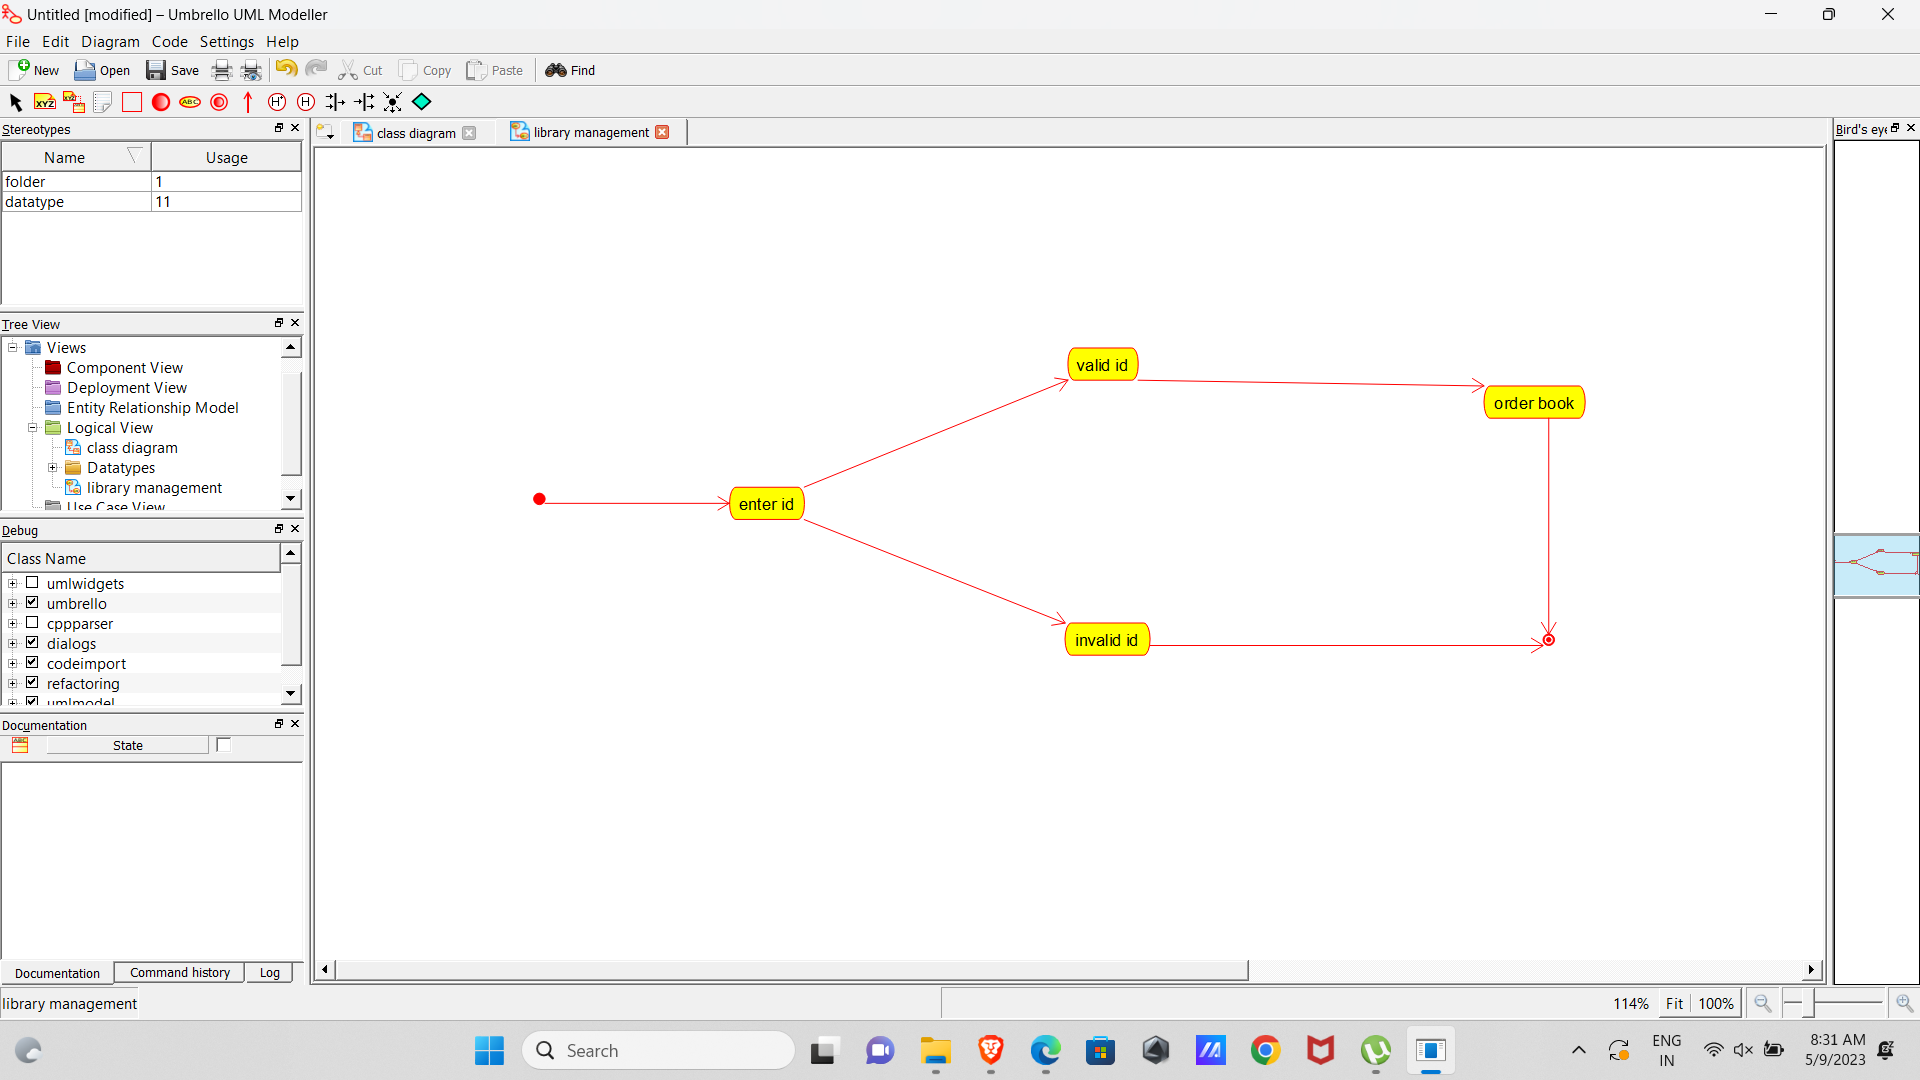 Untitled [modified] – Umbrello UML Modeller
File Edit Diagram Code Settings Help
New Open Save Cut Copy Paste Find
XYZ XYZ ABC H* H
Stereotypes
Name Usage
folder 1
datatype 11
Tree View
Views
Component View
Deployment View
Entity Relationship Model
Logical View
class diagram
Datatypes
library management
Use Case View
Debug
Class Name
umlwidgets
umbrello
cppparser
dialogs
codeimport
refactoring
umlmodel
Documentation
ABC State
Documentation Command history Log
class diagram library management
valid id
order book
enter id
invalid id
Bird's eye
library management
114% Fit 100%
Search
ENG
IN
8:31 AM
5/9/2023